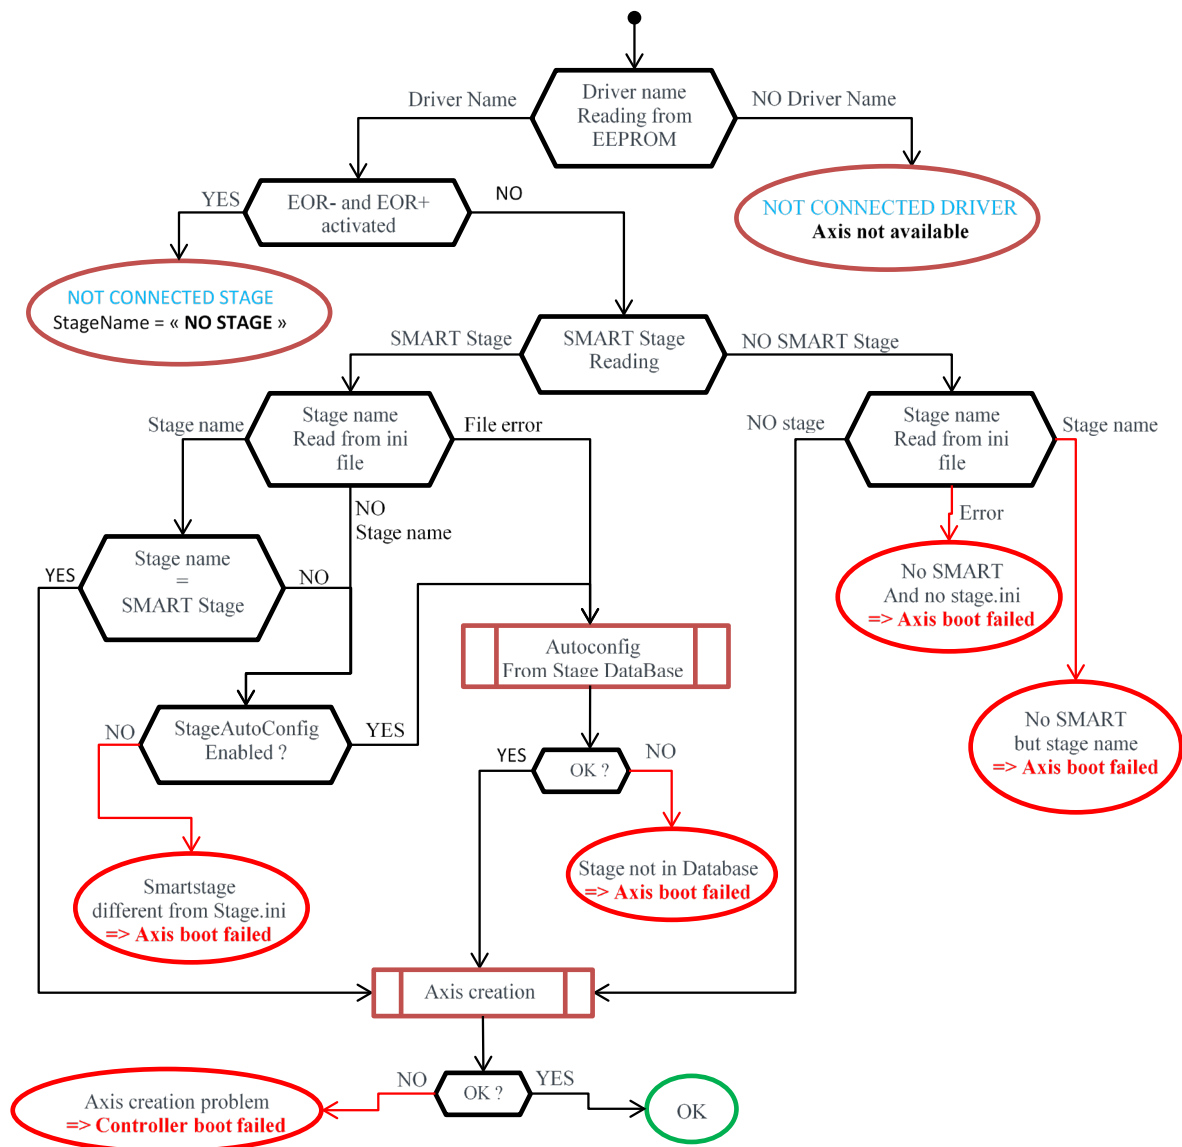 Driver name
Reading from
EEPROM
Driver Name
NO Driver Name
YES
EOR- and EOR+
activated
NO
NOT CONNECTED DRIVER
Axis not available
NOT CONNECTED STAGE
StageName = « NO STAGE »
SMART Stage
SMART Stage
Reading
NO SMART Stage
Stage name
Stage name
Read from ini
file
File error
NO stage
Stage name
Read from ini
file
Stage name
NO
Stage name
Error
YES
Stage name
=
SMART Stage
NO
No SMART
And no stage.ini
=> Axis boot failed
Autoconfig
From Stage DataBase
NO
StageAutoConfig
Enabled ?
YES
No SMART
but stage name
=> Axis boot failed
YES
OK ?
NO
Smartstage
different from Stage.ini
=> Axis boot failed
Stage not in Database
=> Axis boot failed
Axis creation
NO
OK ?
YES
Axis creation problem
=> Controller boot failed
OK